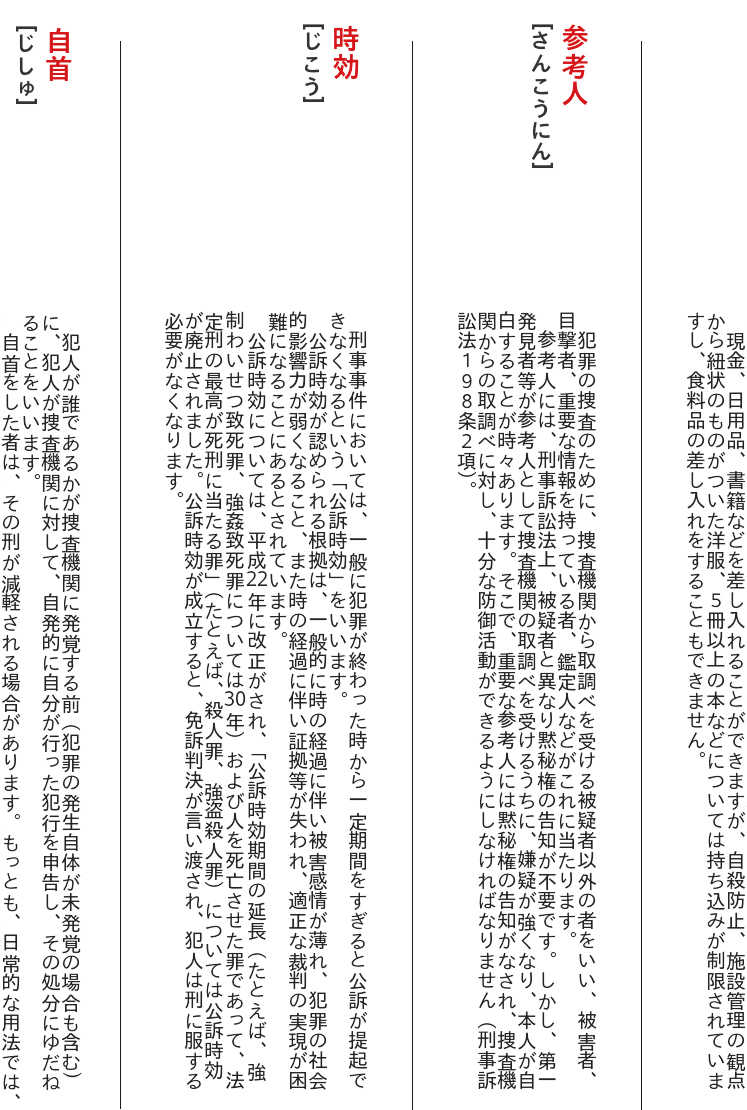 現金、日用品、書籍などを差し入れることができますが、自殺防止、施設管理の観点
から紐状のものがついた洋服、5冊以上の本などについては持ち込みが制限されていま
すし、食料品の差し入れをすることもできません。
参考人
[さんこうにん]
犯罪の捜査のために、捜査機関から取調べを受ける被疑者以外の者をいい、被害者、
目撃者、重要な情報を持っている者、鑑定人などがこれに当たります。
参考人には、刑事訴訟法上、被疑者と異なり黙秘権の告知が不要です。しかし、第一
発見者等が参考人として捜査機関の取調べを受けるうちに、嫌疑が強くなり、本人が自
白することが時々あります。そこで、重要な参考人には黙秘権の告知がなされ、捜査機
関からの取調べに対し、十分な防御活動ができるようにしなければなりません（刑事訴
訟法198条2項）。
時効
[じこう]
刑事事件においては、一般に犯罪が終わった時から一定期間をすぎると公訴が提起で
きなくなるという「公訴時効」をいいます。
公訴時効が認められる根拠は、一般的に時の経過に伴い被害感情が薄れ、犯罪の社会
的影響力が弱くなること、また時の経過に伴い証拠等が失われ、適正な裁判の実現が困
難になることにあるとされています。
公訴時効については、平成22年に改正がされ、「公訴時効期間の延長（たとえば、強
制わいせつ致死罪、強姦致死罪については30年）および人を死亡させた罪であって、法
定刑の最高が死刑に当たる罪」（たとえば、殺人罪、強盗殺人罪）については公訴時効
が廃止されました。公訴時効が成立すると、免訴判決が言い渡され、犯人は刑に服する
必要がなくなります。
自首
[じしゅ]
犯人が誰であるかが捜査機関に発覚する前（犯罪の発生自体が未発覚の場合も含む）
に、犯人が捜査機関に対して、自発的に自分が行った犯行を申告し、その処分にゆだね
ることをいいます。
自首をした者は、その刑が減軽される場合があります。もっとも、日常的な用法では、